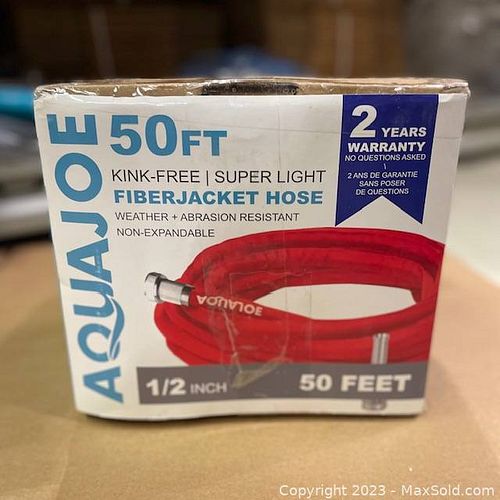 AQUAJOE
50FT
KINK-FREE | SUPER LIGHT
FIBERJACKET HOSE
WEATHER + ABRASION RESISTANT
NON-EXPANDABLE
2 YEARS
WARRANTY
NO QUESTIONS ASKED
\
2 ANS DE GARANTIE
SANS POSER
DE QUESTIONS
AQUAJOE
1/2 INCH
50 FEET
Copyright © 2023 - MaxSold.com